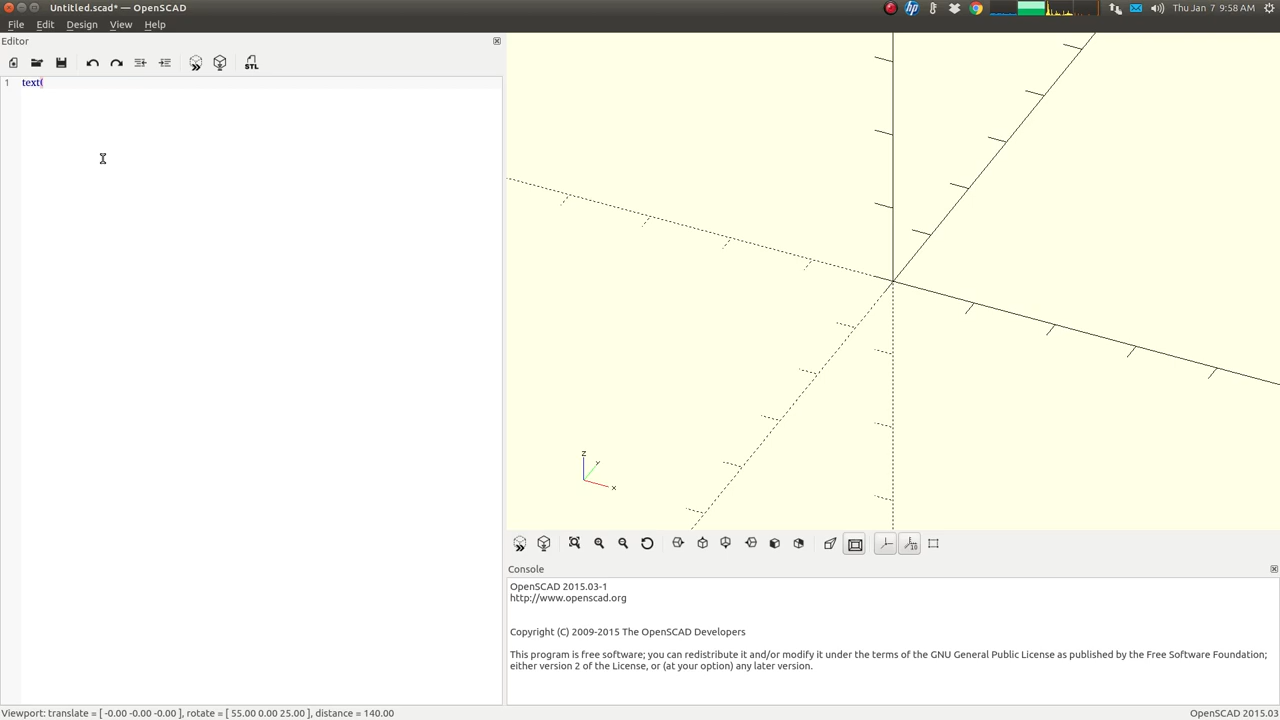 Untitled.scad* — OpenSCAD
Thu Jan 7 9:58 AM
File Edit Design View Help
Editor
STL
1 text(
Z
Y
X
10
Console
OpenSCAD 2015.03-1
http://www.openscad.org
Copyright (C) 2009-2015 The OpenSCAD Developers
This program is free software; you can redistribute it and/or modify it under the terms of the GNU General Public License as published by the Free Software Foundation;
either version 2 of the License, or (at your option) any later version.
Viewport: translate = [ -0.00 -0.00 -0.00 ], rotate = [ 55.00 0.00 25.00 ], distance = 140.00
OpenSCAD 2015.03